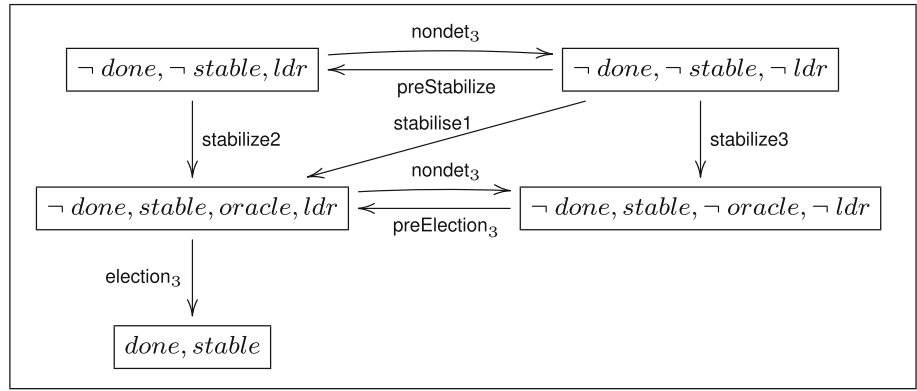 nondet₃
¬ done, ¬ stable, ldr
¬ done, ¬ stable, ¬ ldr
preStabilize
stabilise1
stabilize2
stabilize3
nondet₃
¬ done, stable, oracle, ldr
¬ done, stable, ¬ oracle, ¬ ldr
preElection₃
election₃
done, stable